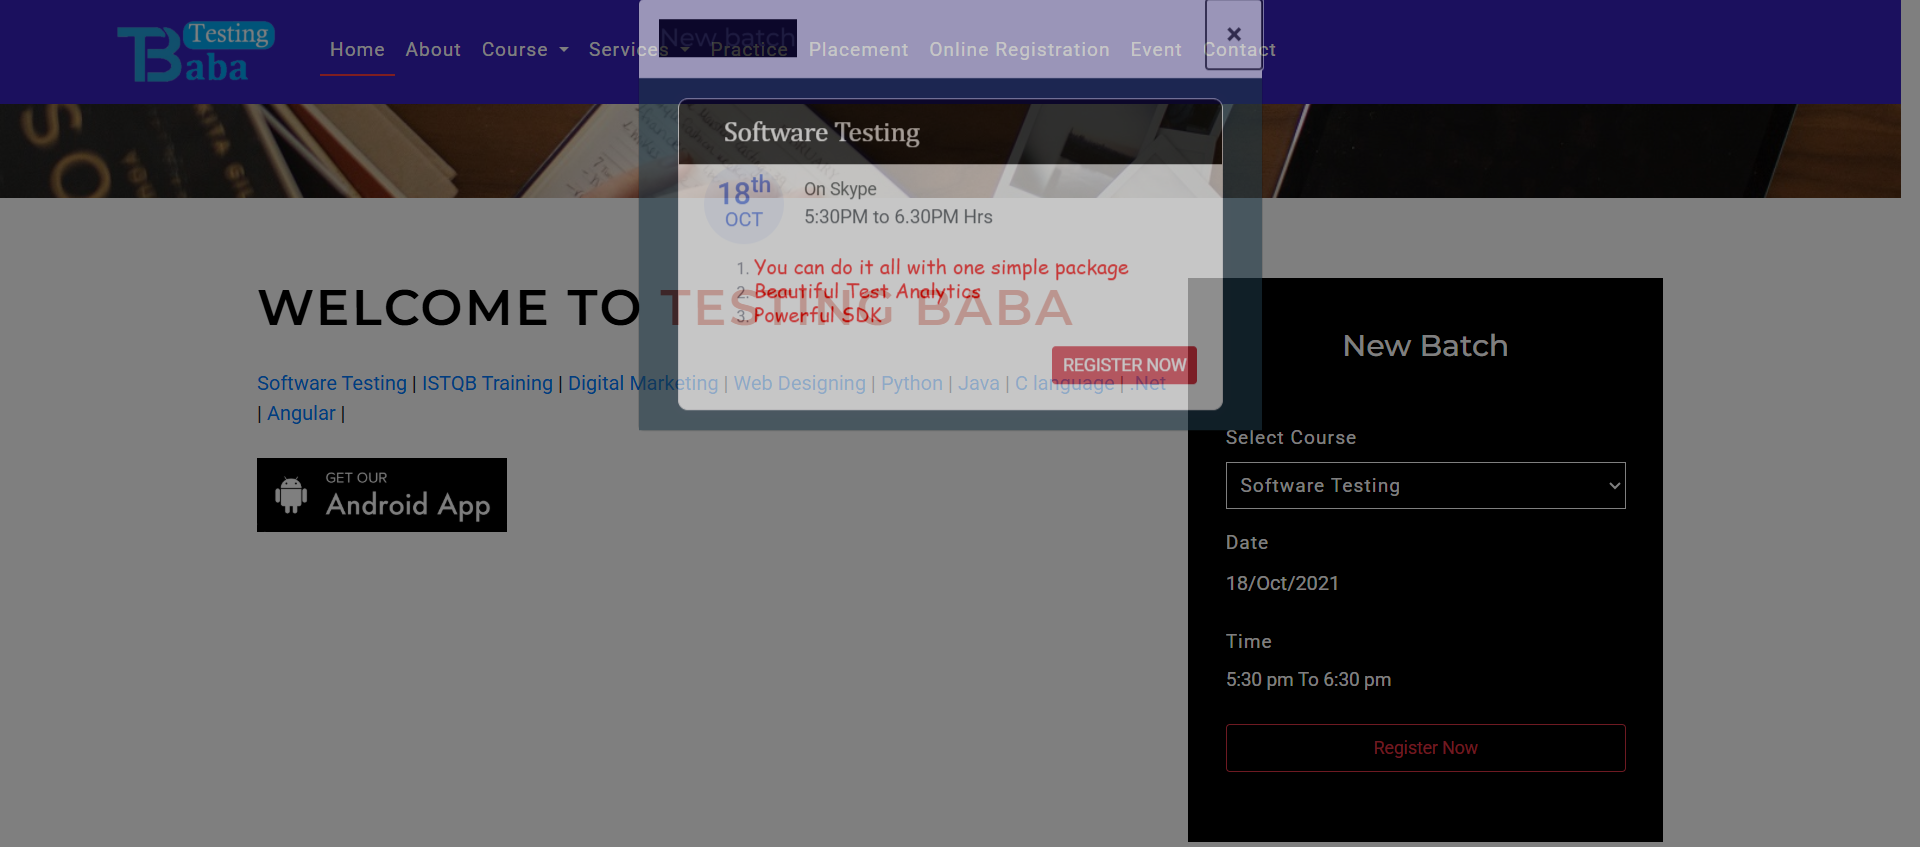 Testing
Baba
Home About Course Services Practice Placement Online Registration Event Contact
New batch
×
Software Testing
18th
OCT
On Skype
5:30PM to 6.30PM Hrs
1. You can do it all with one simple package
2. Beautiful Test Analytics
3. Powerful SDK
REGISTER NOW
WELCOME TO TESTING BABA
Software Testing | ISTQB Training | Digital Marketing | Web Designing | Python | Java | C language | .Net
| Angular |
GET OUR
Android App
New Batch
Select Course
Software Testing
Date
18/Oct/2021
Time
5:30 pm To 6:30 pm
Register Now